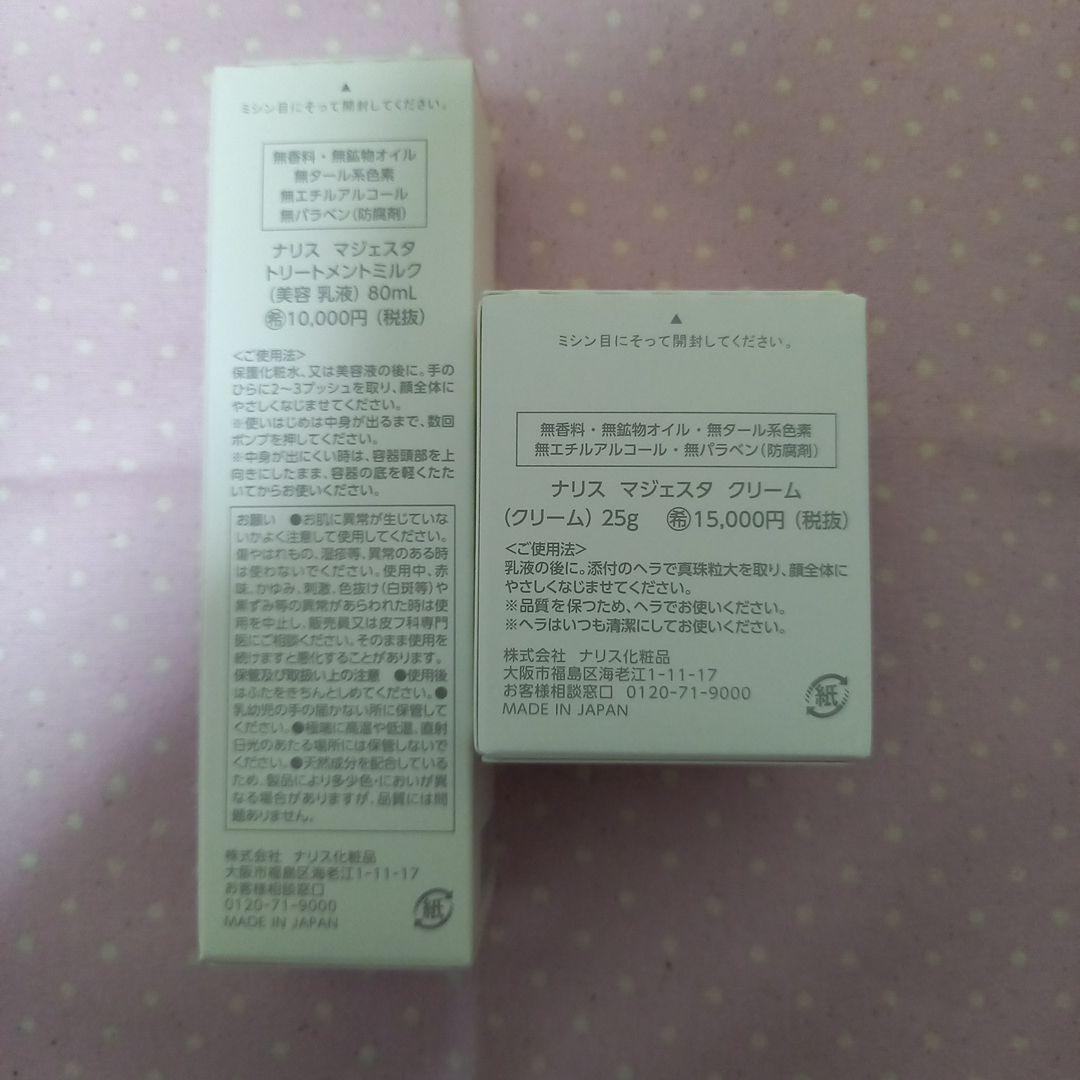 ▲
ミシン目にそって開封してください。
無香料・無鉱物オイル
無タール系色素
無エチルアルコール
無パラベン(防腐剤)
ナリス マジェスタ
トリートメントミルク
(美容 乳液) 80mL
㊍10,000円 (税抜)
<ご使用法>
保護化粧水、又は美容液の後に。手の
ひらに2〜3プッシュを取り、顔全体に
やさしくなじませてください。
※使いはじめは中身が出るまで、数回
ポンプを押してください。
※中身が出にくい時は、容器頭部を上
向きにしたまま、容器の底を軽くたた
いてからお使いください。
お願い ●お肌に異常が生じていな
いかよく注意して使用してください。
傷やはれもの、湿疹等、異常のある時
は使わないでください。使用中、赤
味、かゆみ、刺激、色抜け(白斑等)や
黒ずみ等の異常があらわれた時は使
用を中止し、販売員又は皮フ科専門
医にご相談ください。そのまま使用を
続けますと悪化することがあります。
保管及び取扱い上の注意 ●使用後
はふたをきちんとしめてください。●
乳幼児の手の届かない所に保管して
ください。●極端に高温や低温、直射
日光のあたる場所には保管しないで
ください。●天然成分を配合している
ため、製品により多少色・においが異
なる場合がありますが、品質には問
題ありません。
株式会社 ナリス化粧品
大阪市福島区海老江1-11-17
お客様相談窓口
0120-71-9000
MADE IN JAPAN
紙
▲
ミシン目にそって開封してください。
無香料・無鉱物オイル・無タール系色素
無エチルアルコール・無パラベン(防腐剤)
ナリス マジェスタ クリーム
(クリーム) 25g 希15,000円 (税抜)
<ご使用法>
乳液の後に。添付のヘラで真珠粒大を取り、顔全体に
やさしくなじませてください。
※品質を保つため、ヘラでお使いください。
※ヘラはいつも清潔にしてお使いください。
株式会社 ナリス化粧品
大阪市福島区海老江1-11-17
お客様相談窓口 0120-71-9000
MADE IN JAPAN
紙